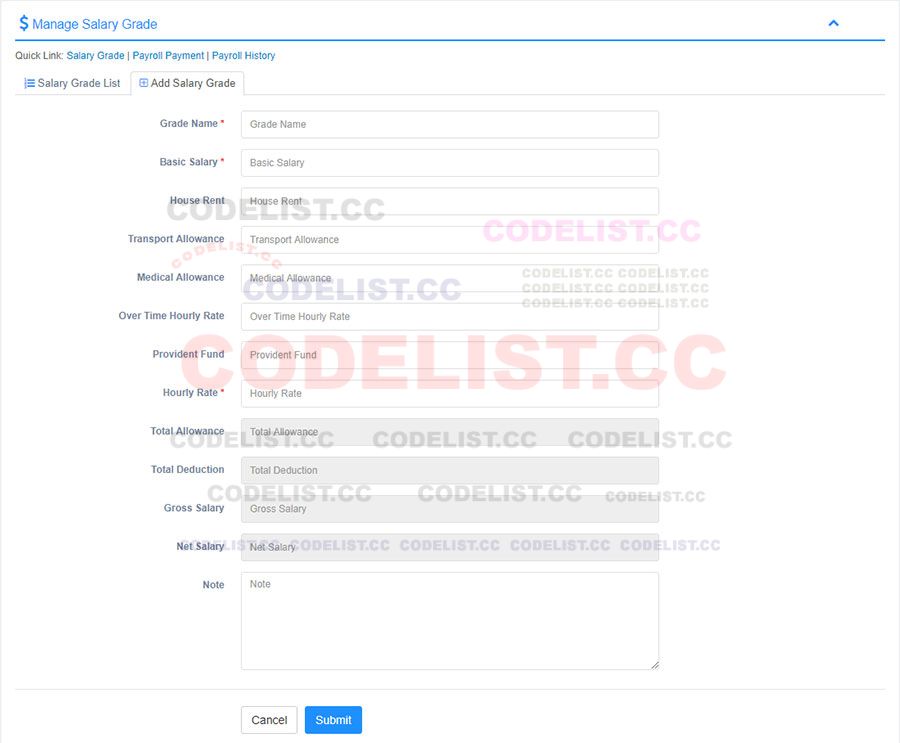 $ Manage Salary Grade
Quick Link: Salary Grade | Payroll Payment | Payroll History
Salary Grade List Add Salary Grade
Grade Name * Grade Name
Basic Salary * Basic Salary
House Rent House Rent
CODELIST.CC
CODELIST.CC
Transport Allowance Transport Allowance
CODELIST.CC
Medical Allowance Medical Allowance
CODELIST.CC
CODELIST.CC CODELIST.CC
CODELIST.CC CODELIST.CC
CODELIST.CC CODELIST.CC
Over Time Hourly Rate Over Time Hourly Rate
Provident Fund Provident Fund
CODELIST.CC
Hourly Rate * Hourly Rate
Total Allowance Total Allowance
CODELIST.CC CODELIST.CC CODELIST.CC
Total Deduction Total Deduction
CODELIST.CC CODELIST.CC CODELIST.CC
Gross Salary Gross Salary
Net Salary Net Salary
CODELIST.CC CODELIST.CC CODELIST.CC CODELIST.CC CODELIST.CC
Note Note
Cancel Submit